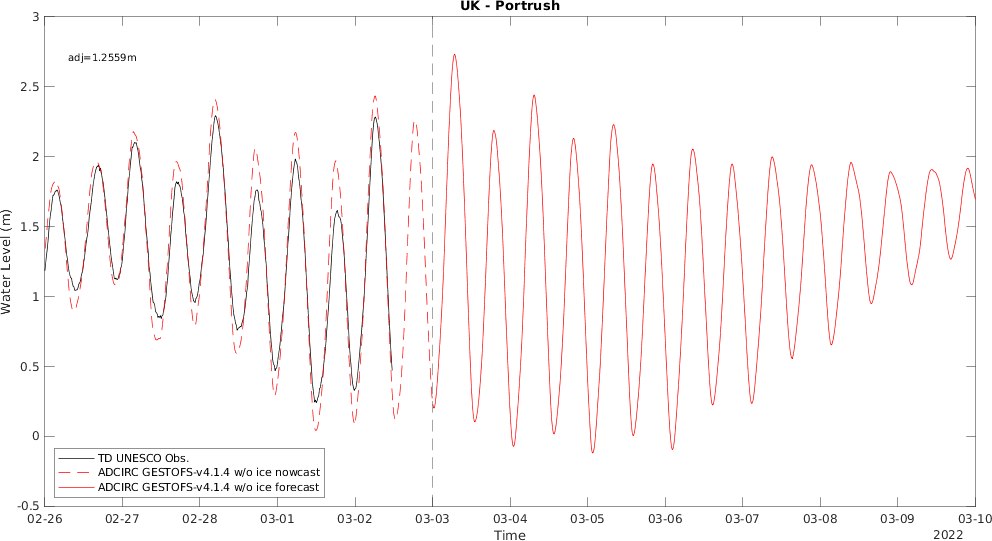 UK - Portrush
adj=1.2559m
Water Level (m)
3
2.5
2
1.5
1
0.5
0
-0.5
TD UNESCO Obs.
ADCIRC GESTOFS-v4.1.4 w/o ice nowcast
ADCIRC GESTOFS-v4.1.4 w/o ice forecast
02-26 02-27 02-28 03-01 03-02 03-03 03-04 03-05 03-06 03-07 03-08 03-09 03-10
Time
2022